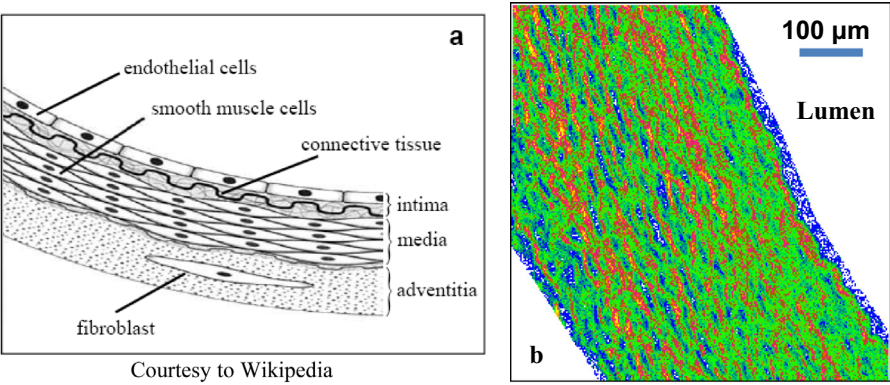 a
endothelial cells
smooth muscle cells
connective tissue
intima
media
adventitia
fibroblast
Courtesy to Wikipedia
100 µm
Lumen
b